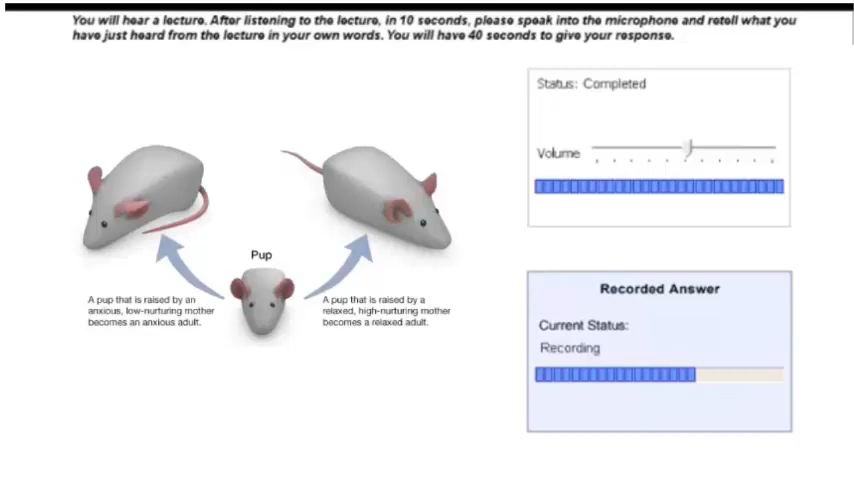 You will hear a lecture. After listening to the lecture, in 10 seconds, please speak into the microphone and retell what you
have just heard from the lecture in your own words. You will have 40 seconds to give your response.
Status: Completed
Volume
Pup
A pup that is raised by an
anxious, low-nurturing mother
becomes an anxious adult.
A pup that is raised by a
relaxed, high-nurturing mother
becomes a relaxed adult.
Recorded Answer
Current Status:
Recording